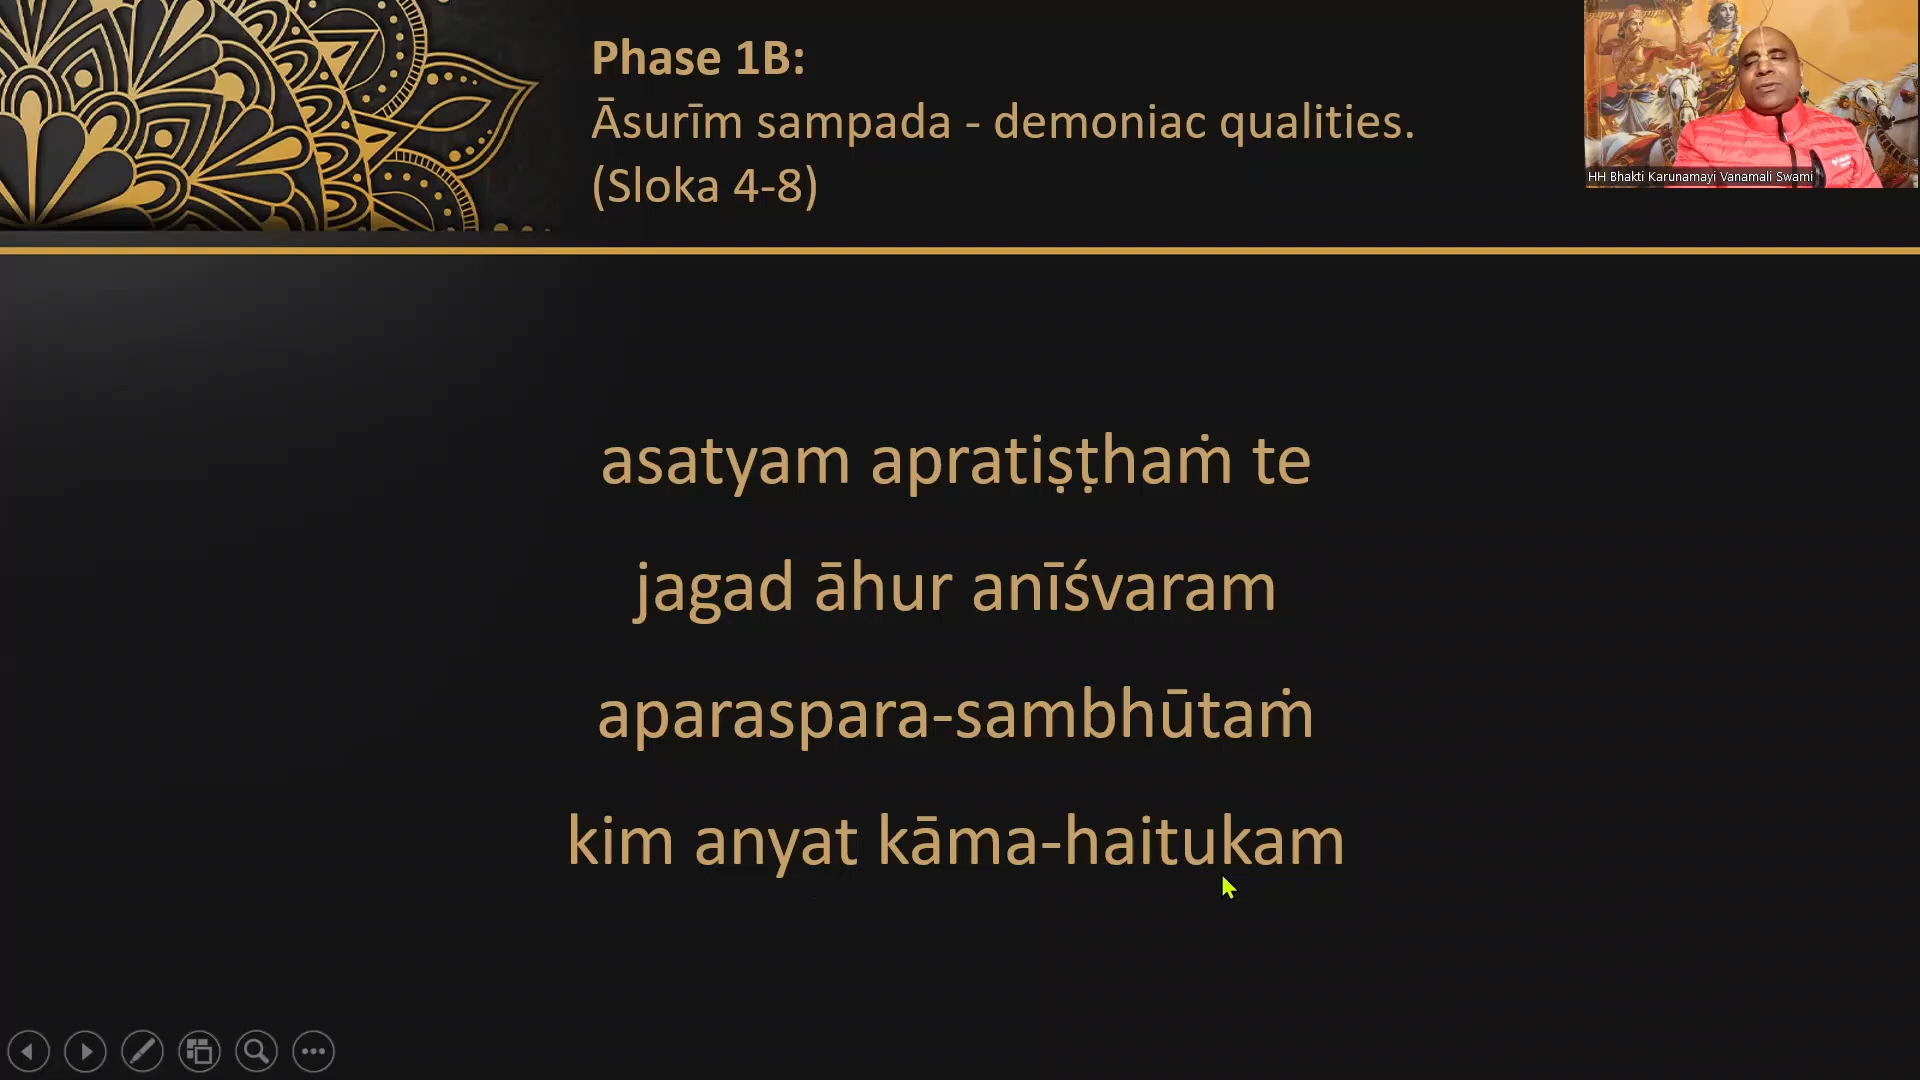 Phase 1B:
Āsurīm sampada - demoniac qualities.
(Sloka 4-8)
HH Bhakti Karunamayi Vanamali Swami
asatyam apratiṣṭhaṁ te
jagad āhur anīśvaram
aparaspara-sambhūtaṁ
kim anyat kāma-haitukam